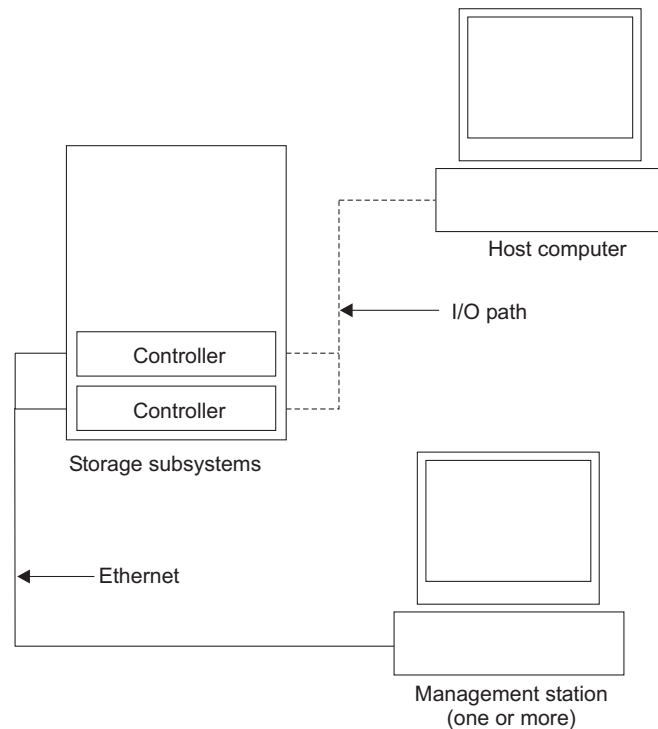 Host computer
I/O path
Controller
Controller
Storage subsystems
Ethernet
Management station
(one or more)